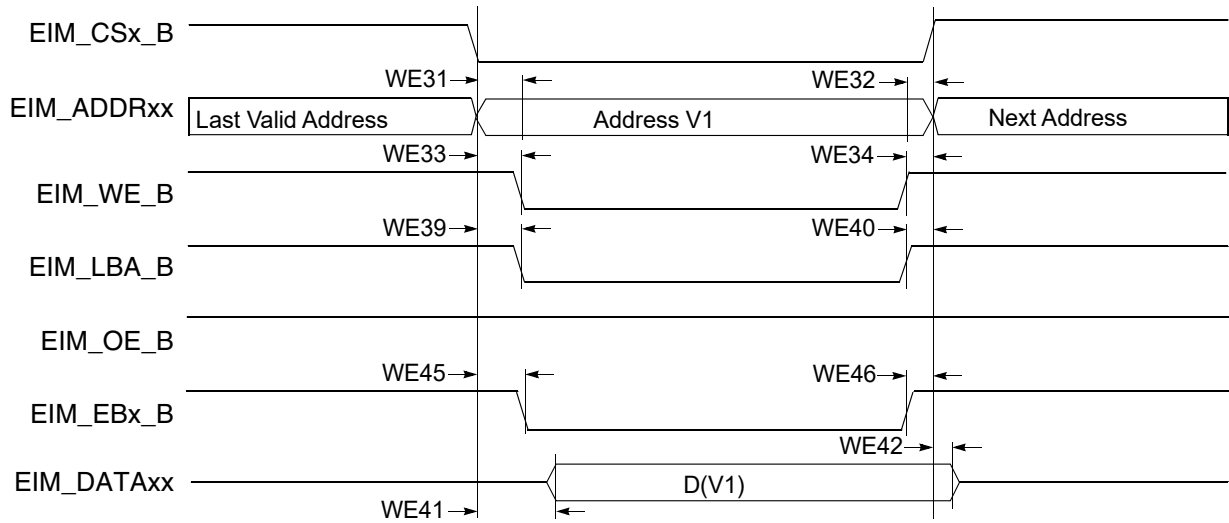 EIM_CSx_B
WE31
WE32
EIM_ADDRxx
Last Valid Address
Address V1
Next Address
WE33
WE34
EIM_WE_B
WE39
WE40
EIM_LBA_B
EIM_OE_B
WE45
WE46
EIM_EBx_B
WE42
EIM_DATAxx
D(V1)
WE41